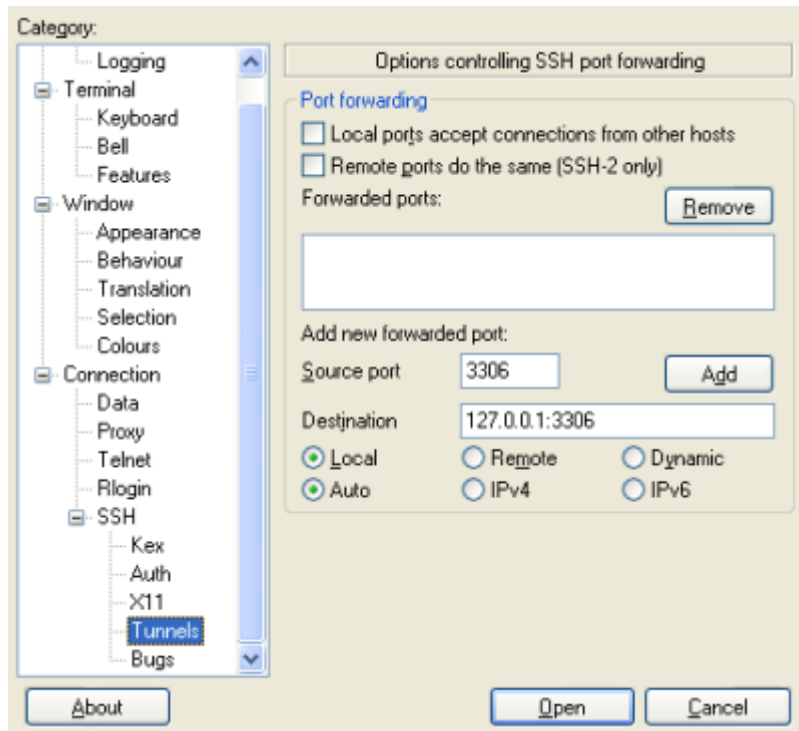 Category:
Logging
Terminal
Keyboard
Bell
Features
Window
Appearance
Behaviour
Translation
Selection
Colours
Connection
Data
Proxy
Telnet
Rlogin
SSH
Kex
Auth
X11
Tunnels
Bugs
Options controlling SSH port forwarding
Port forwarding
Local ports accept connections from other hosts
Remote ports do the same (SSH-2 only)
Forwarded ports:
Remove
Add new forwarded port:
Source port 3306 Add
Destination 127.0.0.1:3306
Local Remote Dynamic
Auto IPv4 IPv6
About Open Cancel